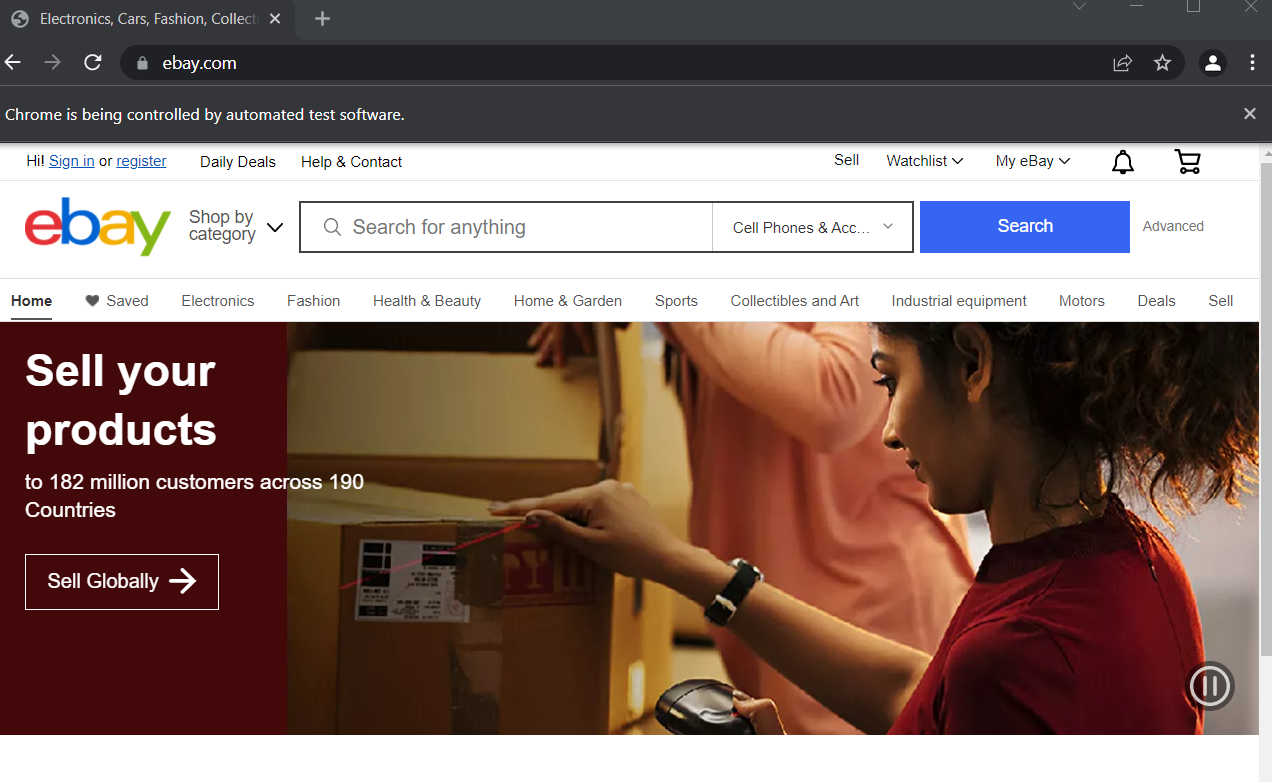 Electronics, Cars, Fashion, Collect
ebay.com
Chrome is being controlled by automated test software.
Hi! Sign in or register Daily Deals Help & Contact Sell Watchlist My eBay
ebay Shop by category Search for anything Cell Phones & Acc... Search Advanced
Home Saved Electronics Fashion Health & Beauty Home & Garden Sports Collectibles and Art Industrial equipment Motors Deals Sell
Sell your
products
to 182 million customers across 190
Countries
Sell Globally